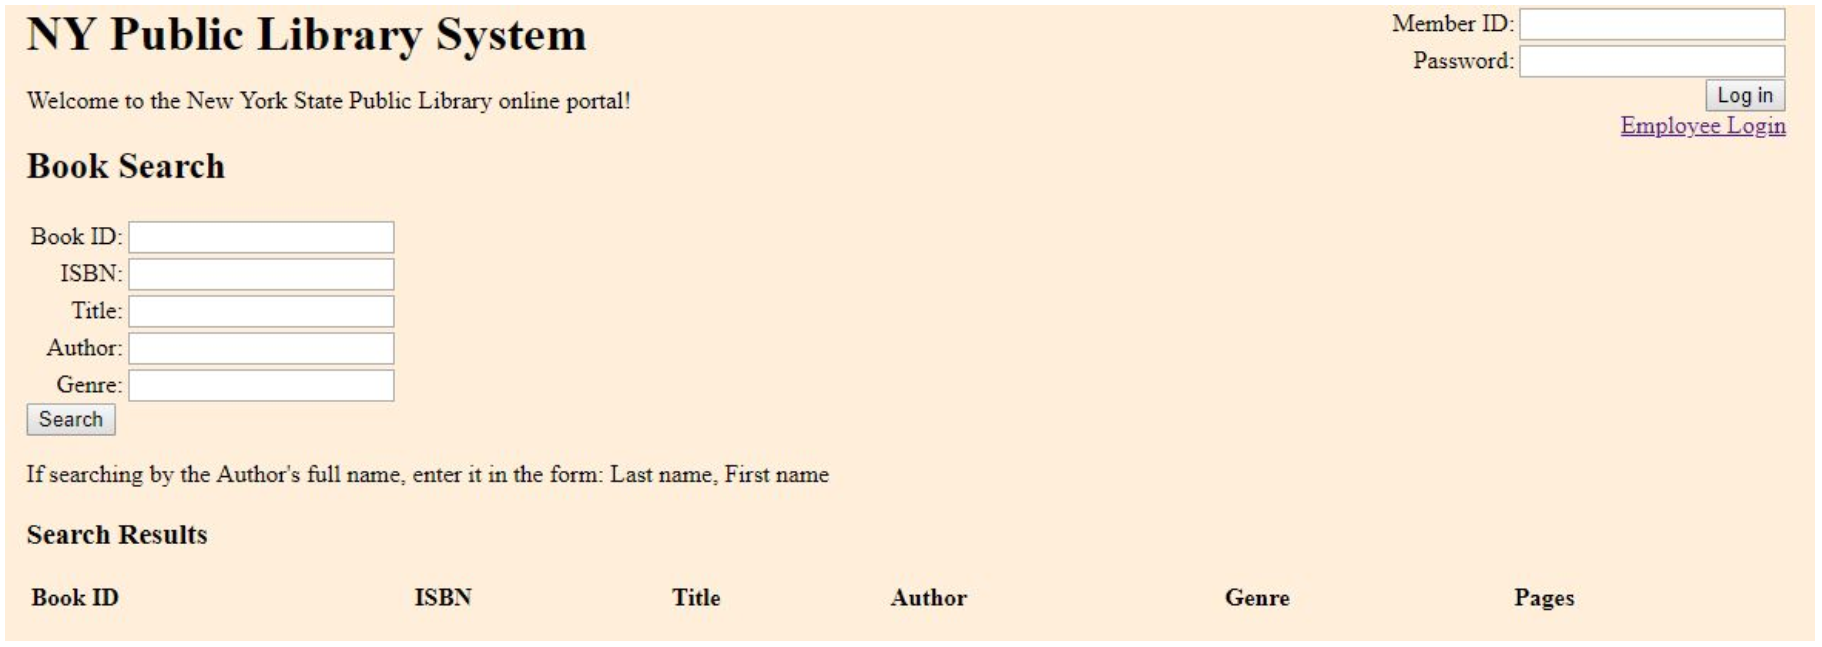 NY Public Library System
Member ID:
Password:
Log in
Employee Login
Welcome to the New York State Public Library online portal!
Book Search
Book ID:
ISBN:
Title:
Author:
Genre:
Search
If searching by the Author's full name, enter it in the form: Last name, First name
Search Results
Book ID ISBN Title Author Genre Pages